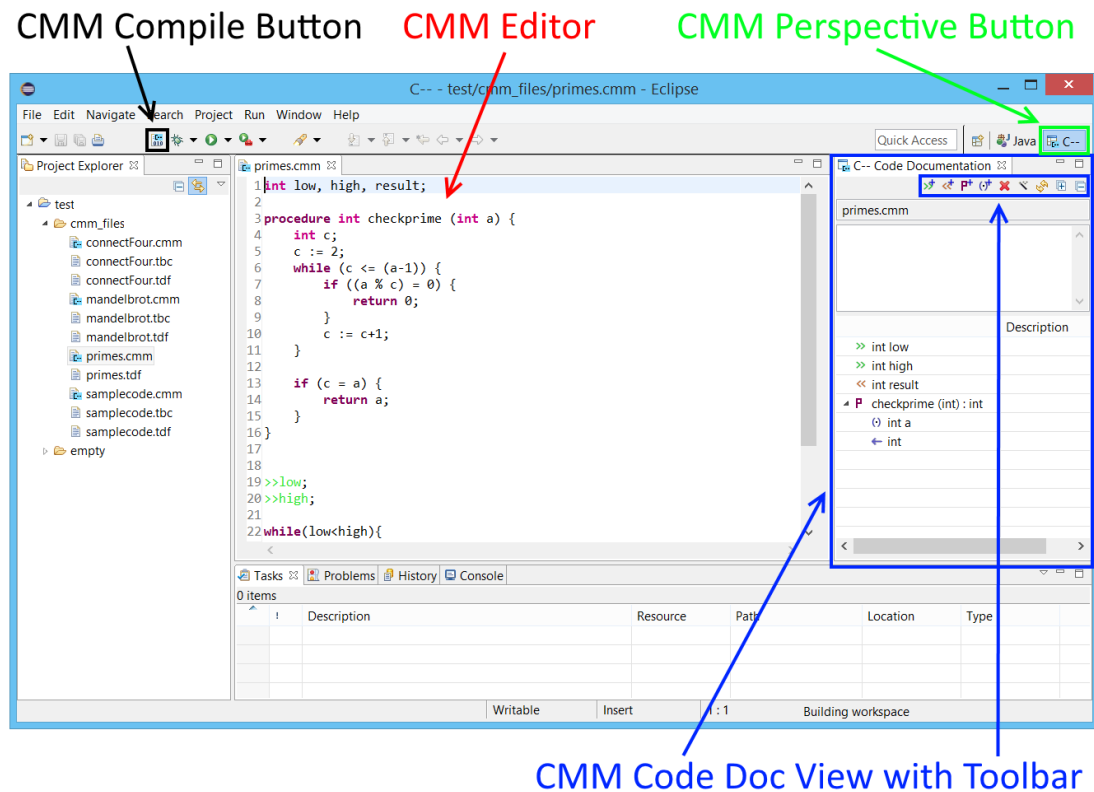 CMM Compile Button CMM Editor CMM Perspective Button
C-- - test/cmm_files/primes.cmm - Eclipse
File Edit Navigate Search Project Run Window Help
Quick Access Java C--
Project Explorer
test
cmm_files
connectFour.cmm
connectFour.tbc
connectFour.tdf
mandelbrot.cmm
mandelbrot.tbc
mandelbrot.tdf
primes.cmm
primes.tdf
samplecode.cmm
samplecode.tbc
samplecode.tdf
empty
primes.cmm
1 int low, high, result;
2
3 procedure int checkprime (int a) {
4 int c;
5 c := 2;
6 while (c <= (a-1)) {
7 if ((a % c) = 0) {
8 return 0;
9 }
10 c := c+1;
11 }
12
13 if (c = a) {
14 return a;
15 }
16 }
17
18
19 >>low;
20 >>high;
21
22 while(low<high){
C-- Code Documentation
primes.cmm
Description
>> int low
>> int high
<< int result
P checkprime (int) : int
(·) int a
← int
Tasks Problems History Console
0 items
! Description Resource Path Location Type
Writable Insert 1 : 1 Building workspace
CMM Code Doc View with Toolbar